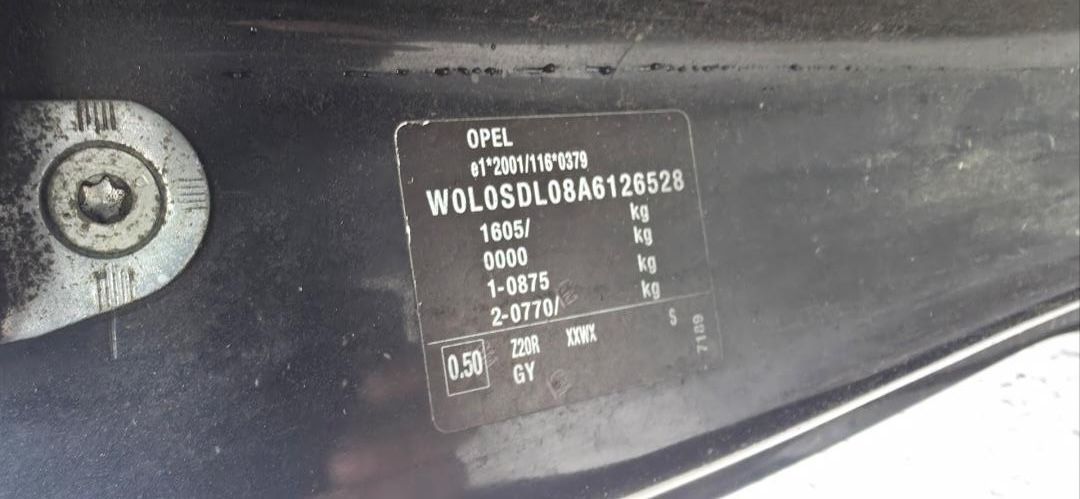 OPEL
e1*2001/116*0379
W0L0SDL08A6126528
1605/ kg
0000 kg
1-0875 kg
2-0770/ kg
0.50 Z20R XXWX S 7189
GY